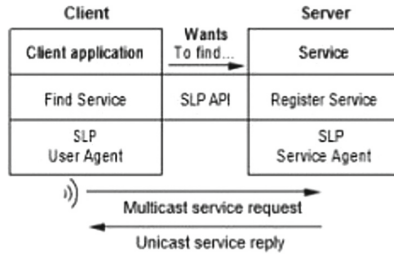 Client
Server
Client application
Wants
To find...
Service
Find Service
SLP API
Register Service
SLP
User Agent
SLP
Service Agent
Multicast service request
Unicast service reply